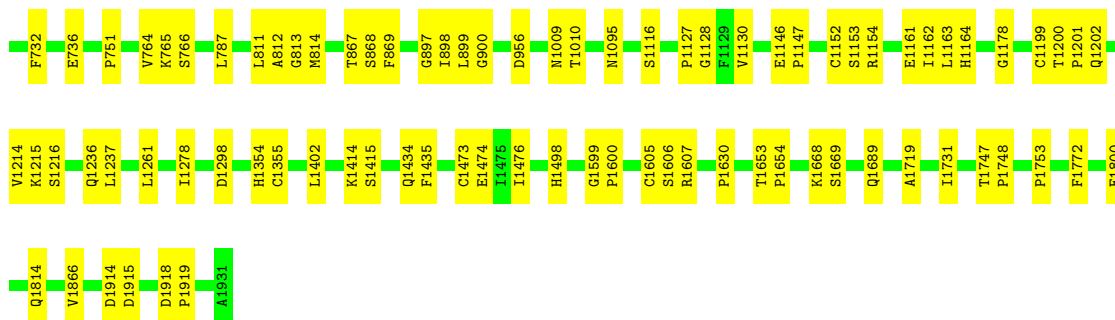 F732 E736 P751 V764 K765 S766 L787 L811 A812 G813 M814 T867 S868 F869 G897 I898 L899 G900 D956 N1009 T1010 N1095 S1116 P1127 G1128 F1129 V1130 E1146 P1147 C1152 S1153 R1154 E1161 I1162 L1163 H1164 G1178 C1199 T1200 P1201 Q1202
V1214 K1215 S1216 Q1236 L1237 L1261 I1278 D1298 H1354 C1355 L1402 K1414 S1415 Q1434 F1435 C1473 E1474 I1475 I1476 H1498 G1599 P1600 C1605 S1606 R1607 P1630 T1653 P1654 K1668 S1669 Q1689 A1719 I1731 T1747 P1748 P1753 F1772
Q1814 V1866 D1914 D1915 D1918 P1919 A1931